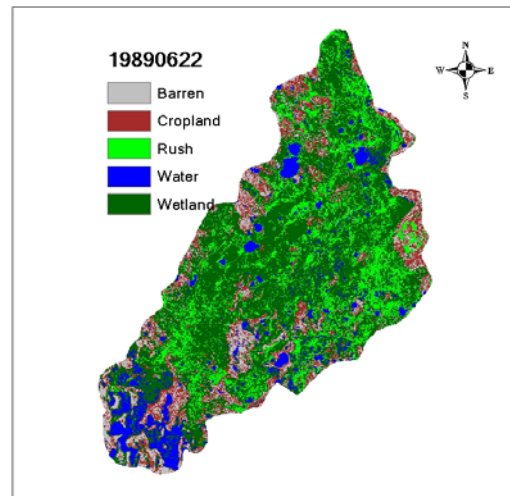 N
19890622
W E
S
Barren
Cropland
Rush
Water
Wetland